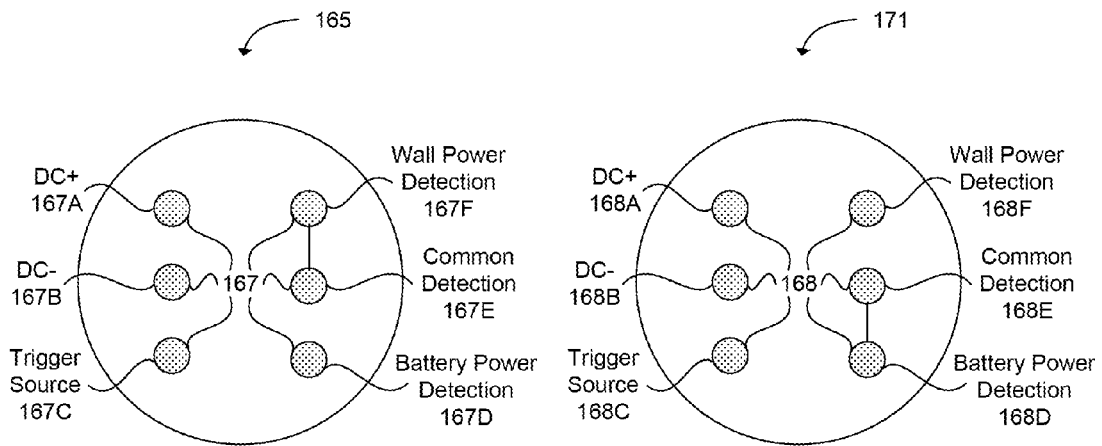 165
DC+
167A
DC-
167B
Trigger
Source
167C
167
Wall Power
Detection
167F
Common
Detection
167E
Battery Power
Detection
167D
171
DC+
168A
DC-
168B
Trigger
Source
168C
168
Wall Power
Detection
168F
Common
Detection
168E
Battery Power
Detection
168D